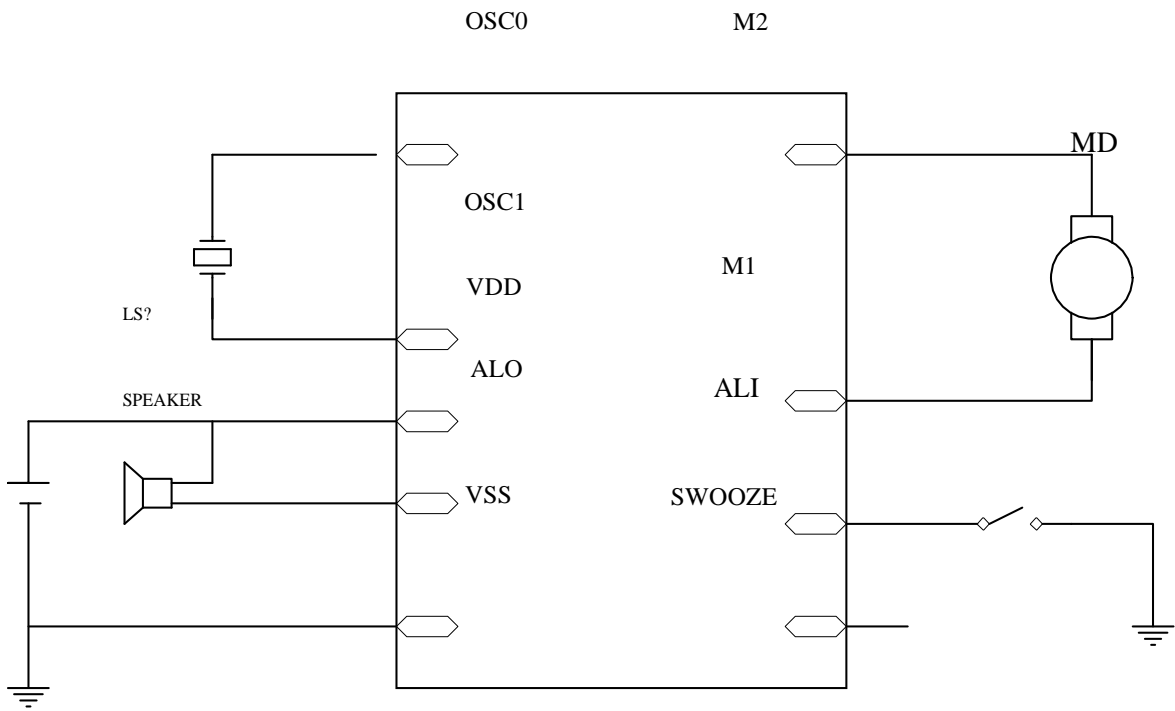 OSC0
M2
MD
OSC1
M1
VDD
LS?
ALO
ALI
SPEAKER
VSS
SWOOZE